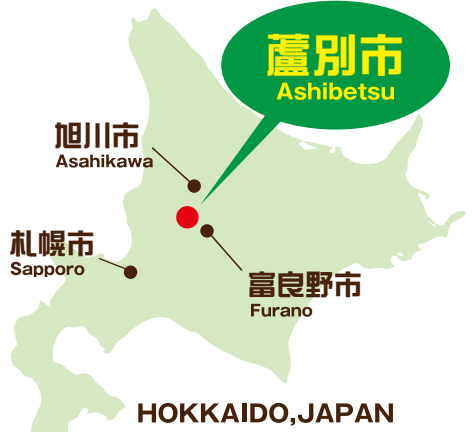 蘆別市
Ashibetsu
旭川市
Asahikawa
札幌市
Sapporo
富良野市
Furano
HOKKAIDO,JAPAN